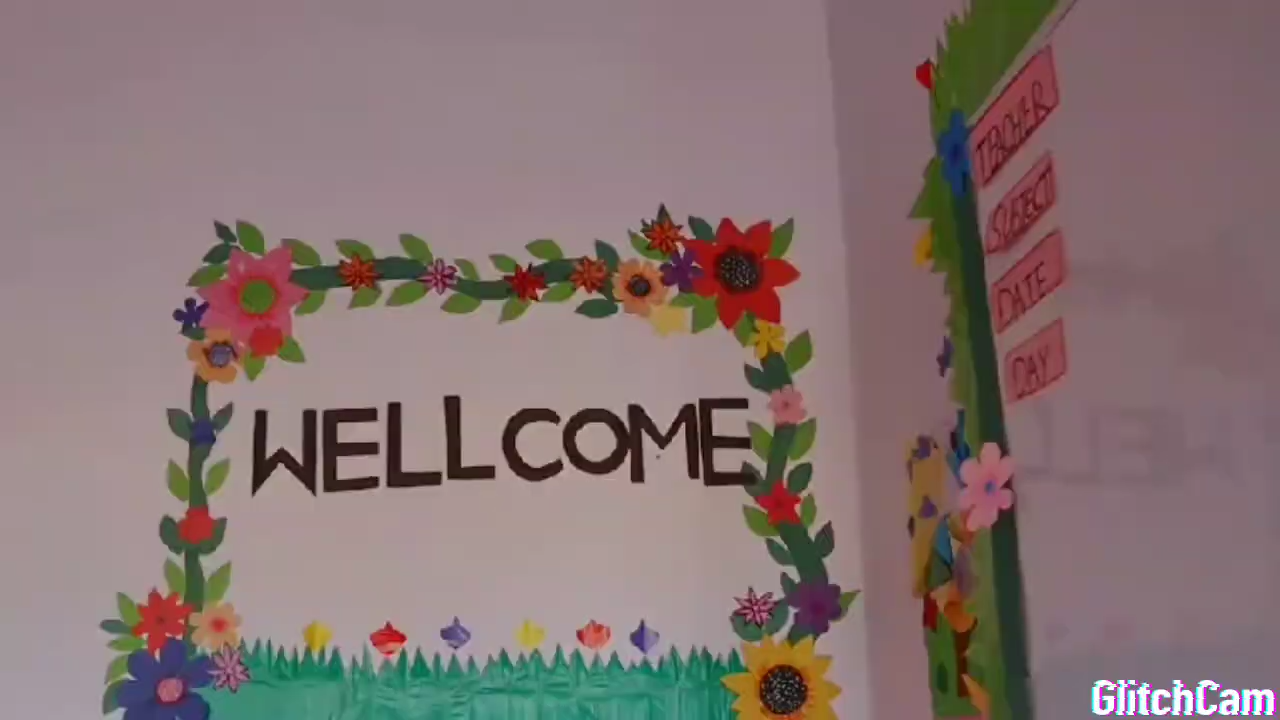 WELLCOME
TEACHER
SUBJECT
DATE
DAY
GlitchCam